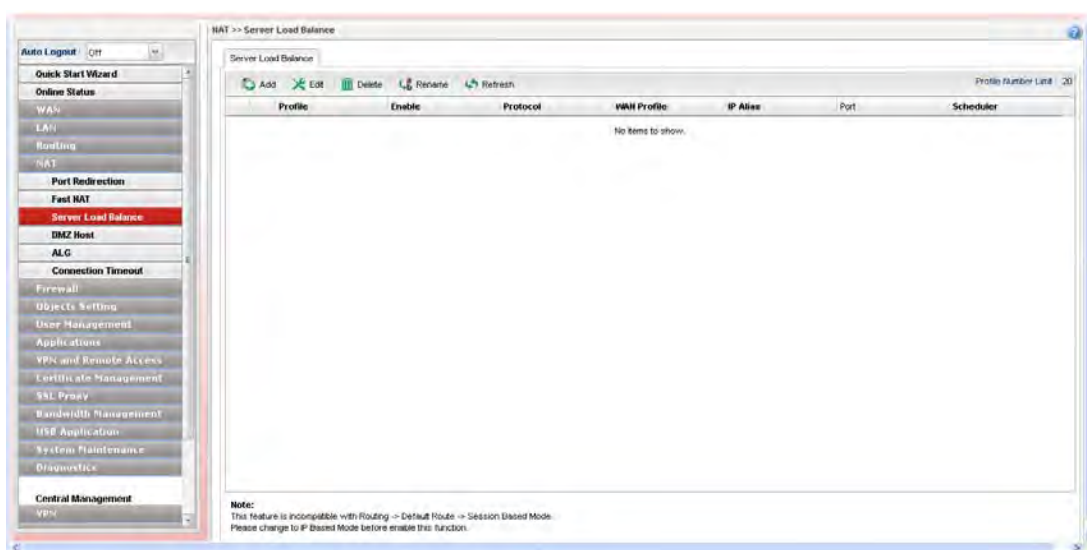 NAT >> Server Load Balance
Auto Logout Off
Quick Start Wizard
Online Status
WAN
LAN
Routing
NAT
Port Redirection
Fast NAT
Server Load Balance
DMZ Host
ALG
Connection Timeout
Firewall
Objects Setting
User Management
Applications
VPN and Remote Access
Certificate Management
SSL Proxy
Bandwidth Management
USB Application
System Maintenance
Diagnostics
Central Management
VPN
Server Load Balance
Add Edit Delete Rename Refresh Profile Number Limit 20
Profile Enable Protocol WAN Profile IP Alias Port Scheduler
No items to show.
Note:
This feature is incompatible with Routing -> Default Route -> Session Based Mode.
Please change to IP Based Mode before enable this function.